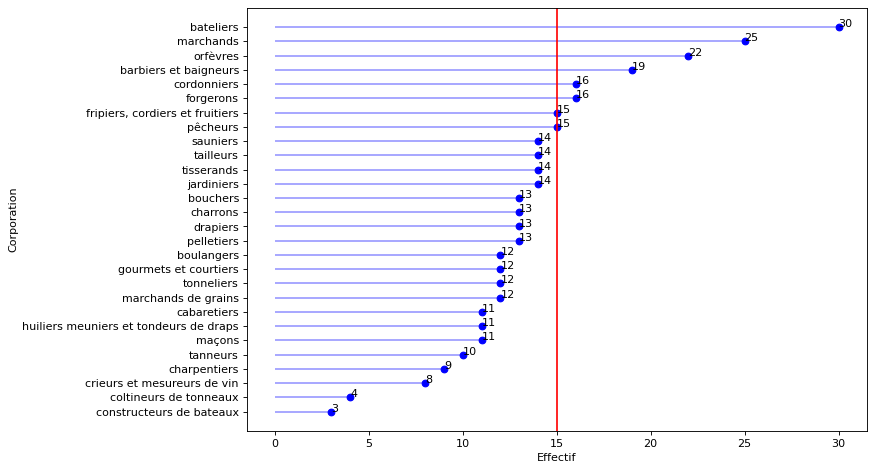 bateliers 30
marchands 25
orfèvres 22
barbiers et baigneurs 19
cordonniers 16
forgerons 16
fripiers, cordiers et fruitiers 15
pêcheurs 15
sauniers 14
tailleurs 14
tisserands 14
jardiniers 14
bouchers 13
charrons 13
drapiers 13
pelletiers 13
boulangers 12
gourmets et courtiers 12
tonneliers 12
marchands de grains 12
cabaretiers 11
huiliers meuniers et tondeurs de draps 11
maçons 11
tanneurs 10
charpentiers 9
crieurs et mesureurs de vin 8
coltineurs de tonneaux 4
constructeurs de bateaux 3
Corporation
0 5 10 15 20 25 30
Effectif